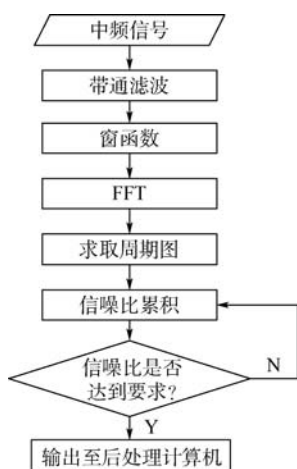 中频信号
带通滤波
窗函数
FFT
求取周期图
信噪比累积
信噪比是否
达到要求?
N
Y
输出至后处理计算机